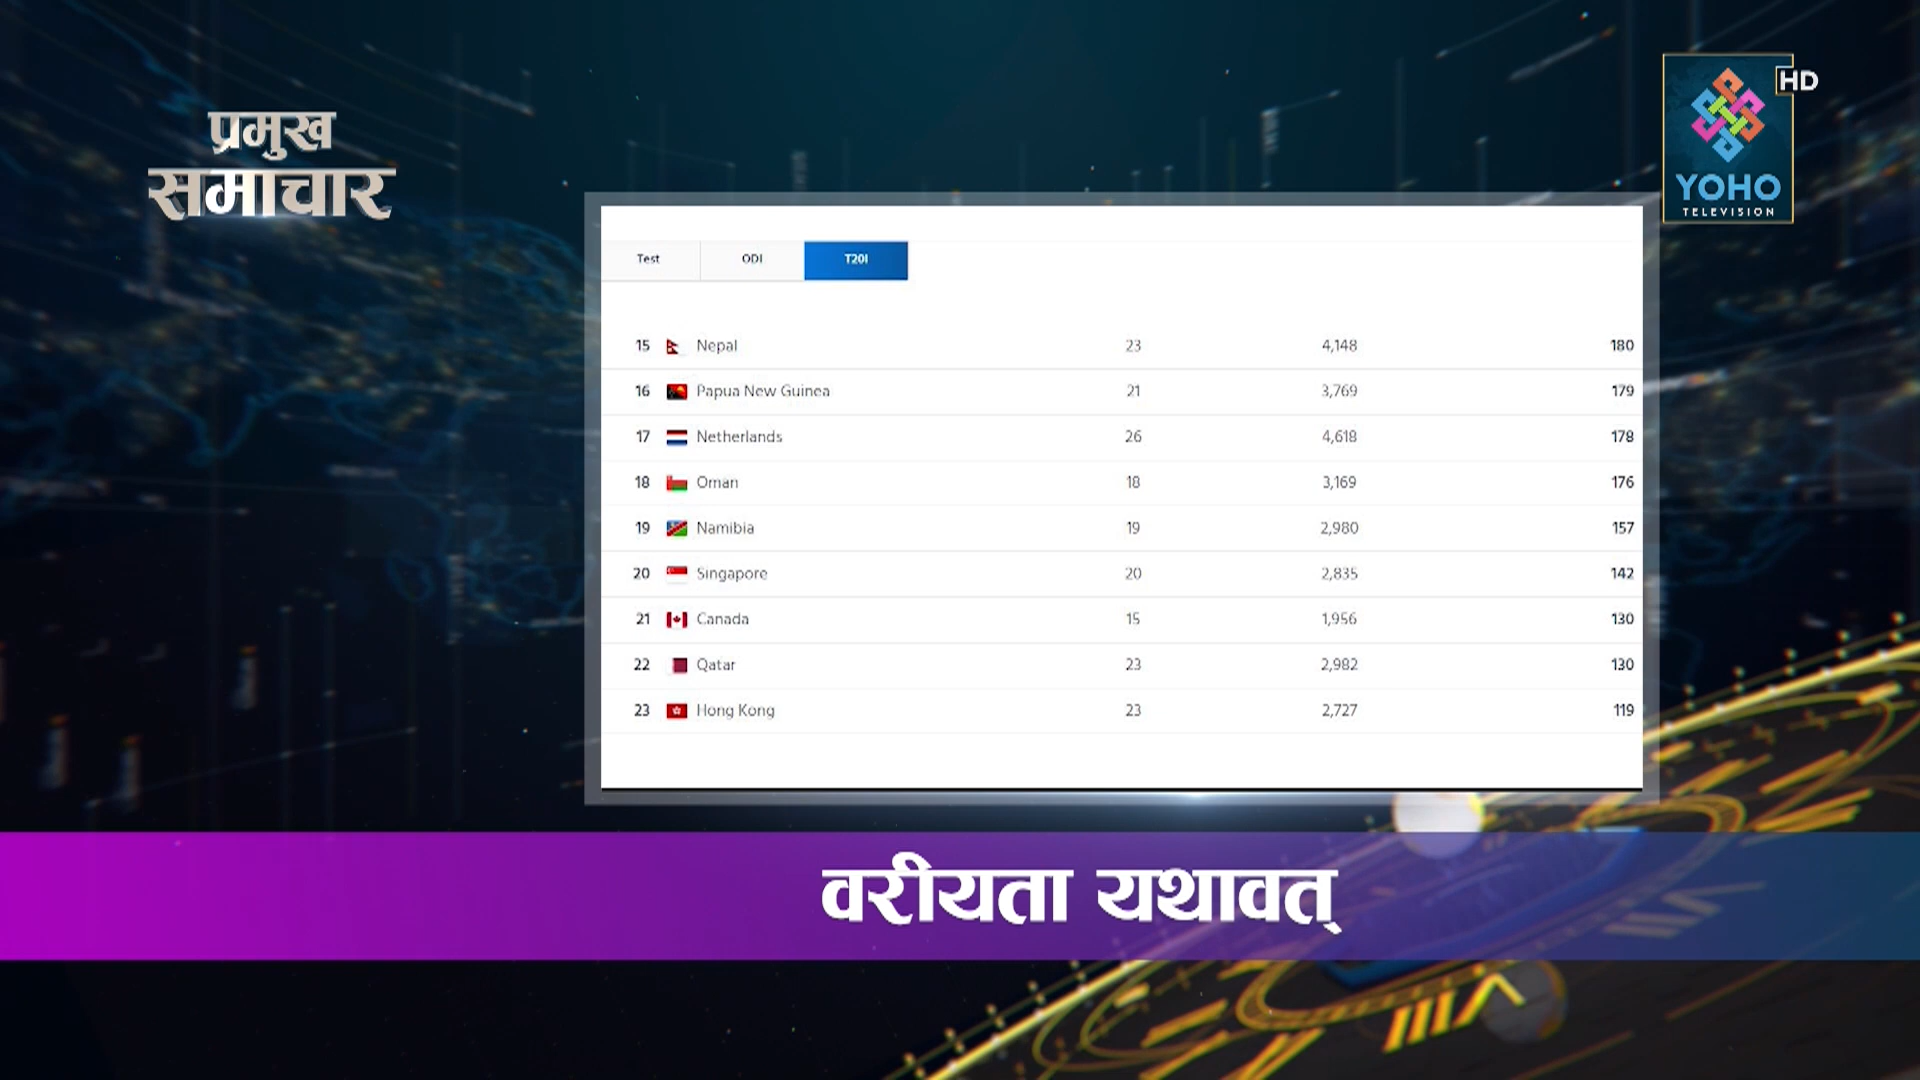 प्रमुख
समाचार
HD
YOHO
TELEVISION
Test ODI T20I
15 Nepal 23 4,148 180
16 Papua New Guinea 21 3,769 179
17 Netherlands 26 4,618 178
18 Oman 18 3,169 176
19 Namibia 19 2,980 157
20 Singapore 20 2,835 142
21 Canada 15 1,956 130
22 Qatar 23 2,982 130
23 Hong Kong 23 2,727 119
वरीयता यथावत्